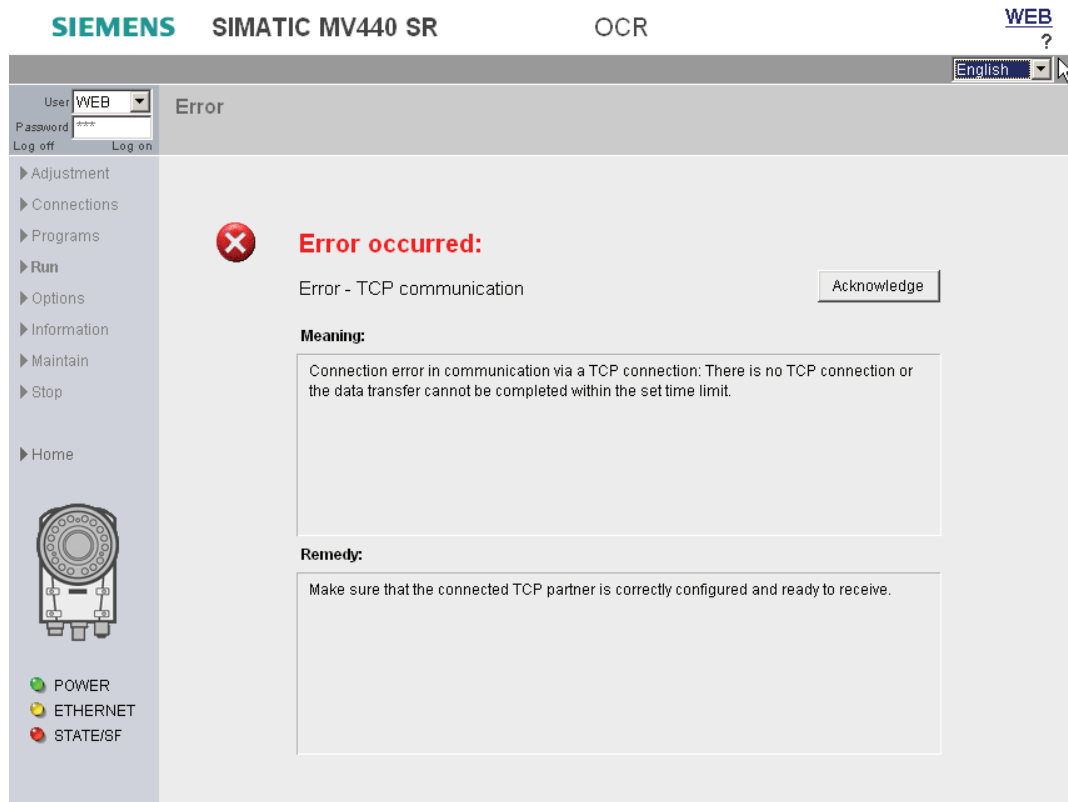 SIEMENS SIMATIC MV440 SR OCR WEB
?
English
User WEB
Password ***
Log off Log on
Error
Adjustment
Connections
Programs
Run
Options
Information
Maintain
Stop
Home
Error occurred:
Error - TCP communication Acknowledge
Meaning:
Connection error in communication via a TCP connection: There is no TCP connection or
the data transfer cannot be completed within the set time limit.
Remedy:
Make sure that the connected TCP partner is correctly configured and ready to receive.
POWER
ETHERNET
STATE/SF